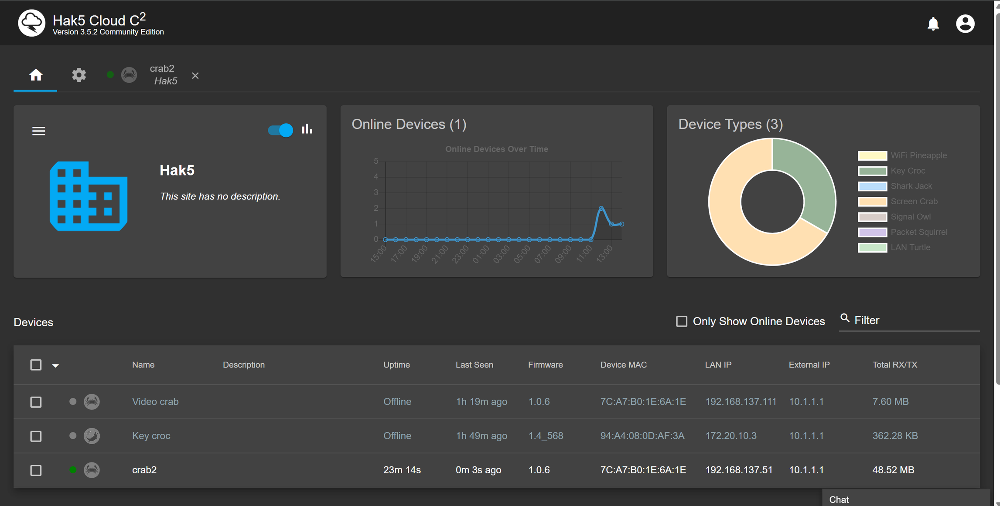 Hak5 Cloud C2
Version 3.5.2 Community Edition
crab2
Hak5
Hak5
This site has no description.
Online Devices (1)
Online Devices Over Time
5
4
3
2
1
0
15:00 17:00 19:00 21:00 23:00 01:00 03:00 05:00 07:00 09:00 11:00 13:00
Device Types (3)
WiFi Pineapple
Key Croc
Shark Jack
Screen Crab
Signal Owl
Packet Squirrel
LAN Turtle
Devices
Only Show Online Devices
Filter
Name Description Uptime Last Seen Firmware Device MAC LAN IP External IP Total RX/TX
Video crab Offline 1h 19m ago 1.0.6 7C:A7:B0:1E:6A:1E 192.168.137.111 10.1.1.1 7.60 MB
Key croc Offline 1h 49m ago 1.4_568 94:A4:08:0D:AF:3A 172.20.10.3 10.1.1.1 362.28 KB
crab2 23m 14s 0m 3s ago 1.0.6 7C:A7:B0:1E:6A:1E 192.168.137.51 10.1.1.1 48.52 MB
Chat